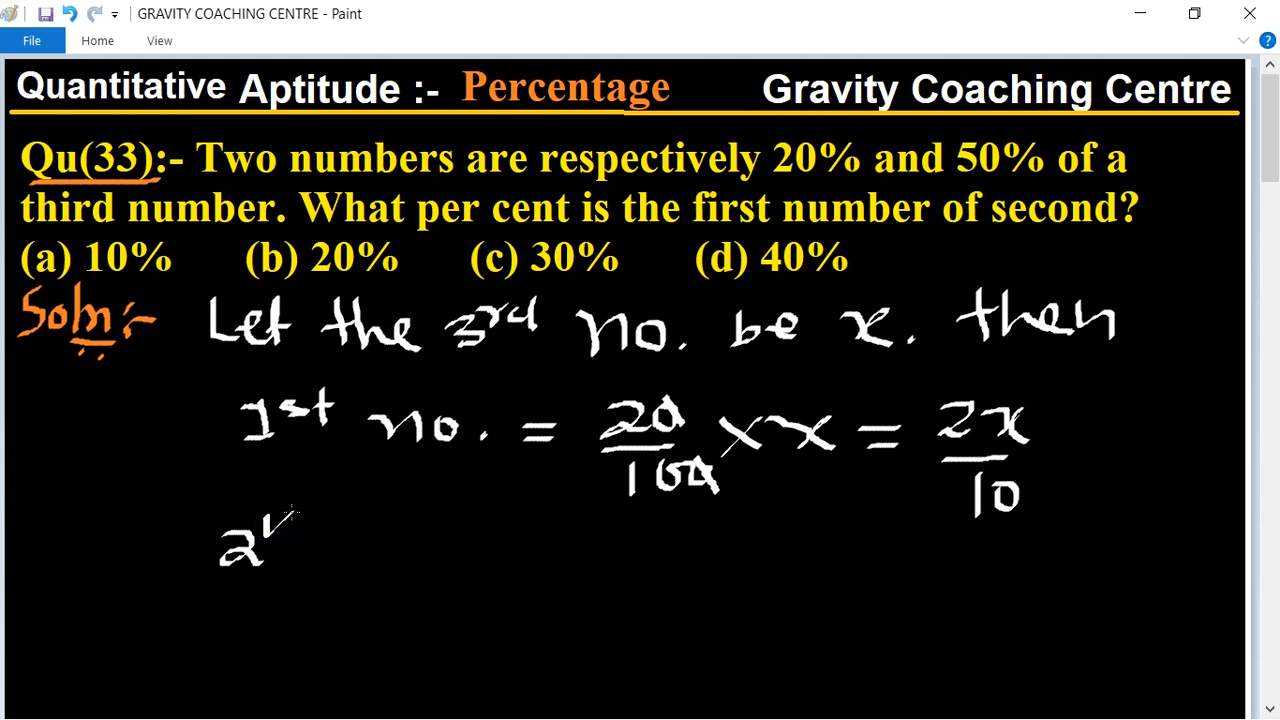 GRAVITY COACHING CENTRE - Paint
File Home View
Quantitative Aptitude :- Percentage Gravity Coaching Centre
Qu(33):- Two numbers are respectively 20% and 50% of a
third number. What per cent is the first number of second?
(a) 10% (b) 20% (c) 30% (d) 40%
Soln:- Let the 3rd no. be x. then
1st no. = 20/100 × x = 2x/10
2